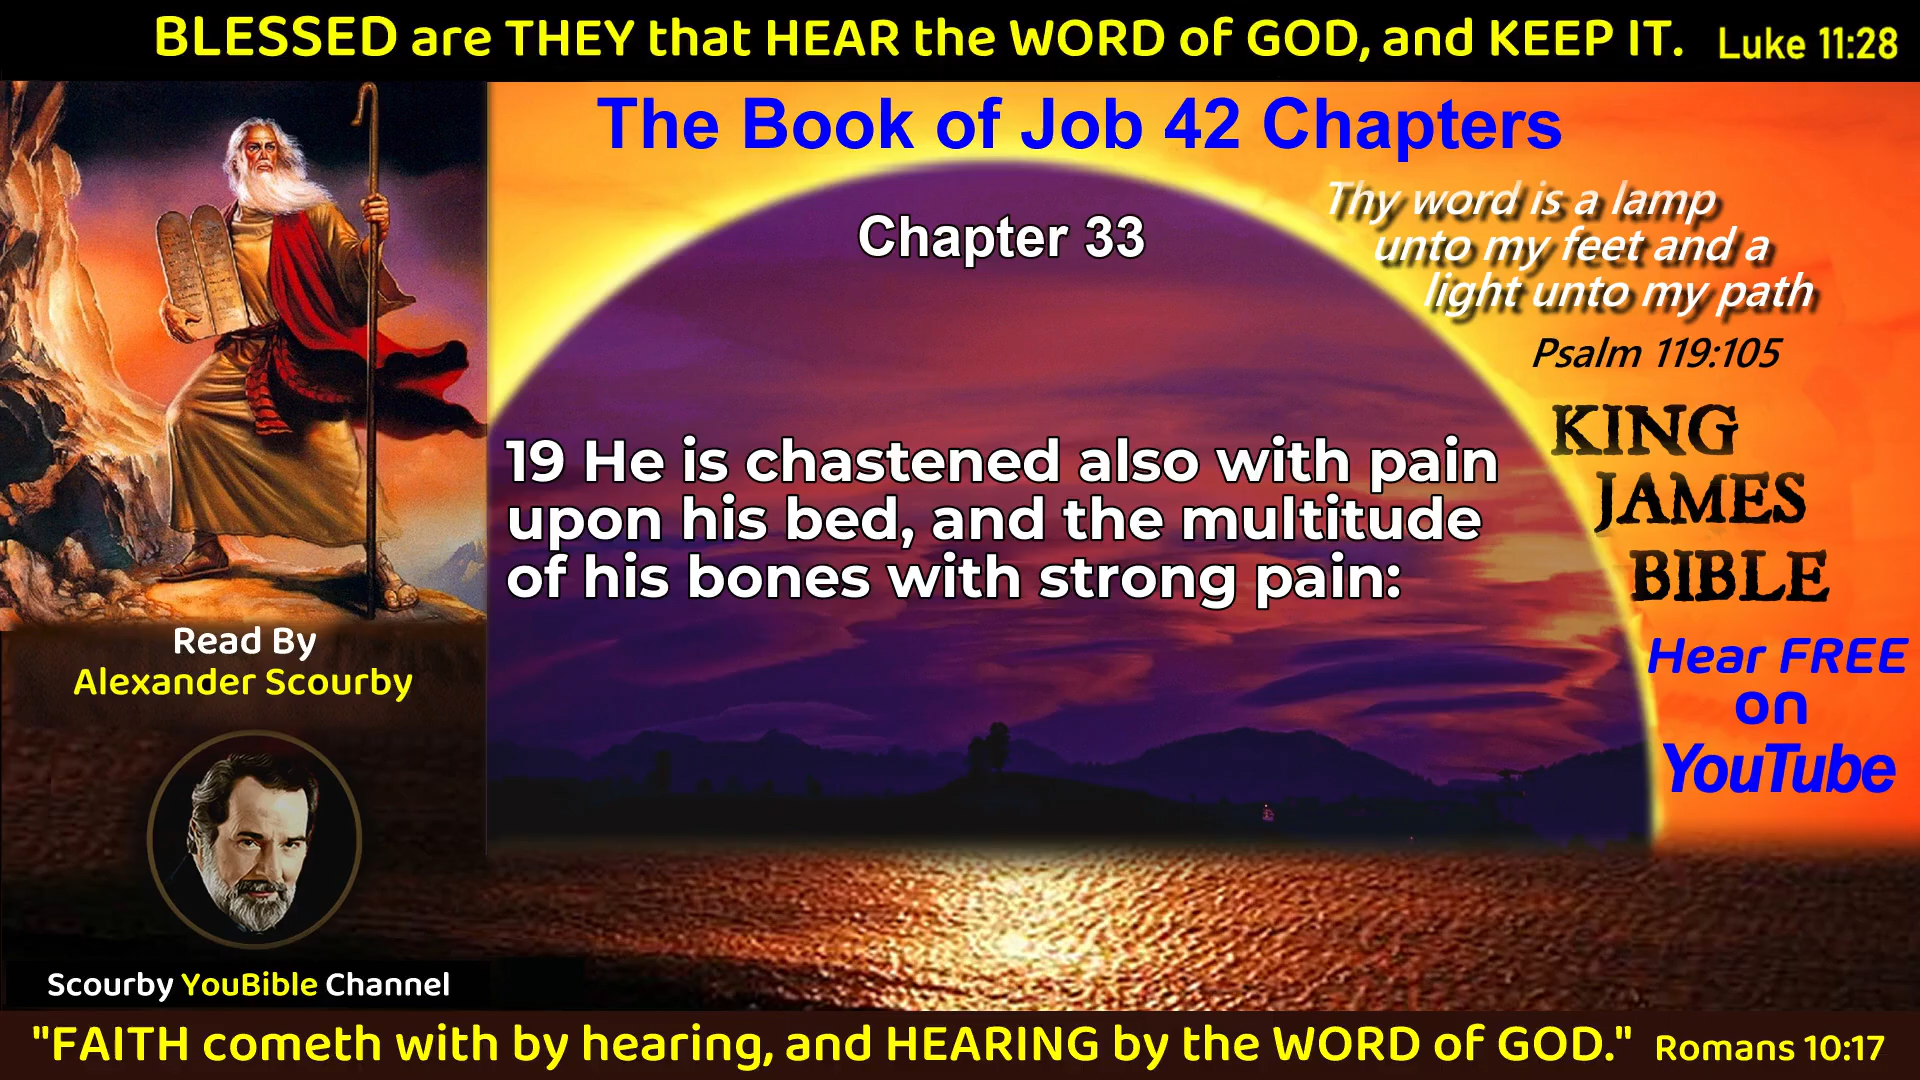 BLESSED are THEY that HEAR the WORD of GOD, and KEEP IT. Luke 11:28
The Book of Job 42 Chapters
Chapter 33
Thy word is a lamp
unto my feet and a
light unto my path
Psalm 119:105
19 He is chastened also with pain
upon his bed, and the multitude
of his bones with strong pain:
KING
JAMES
BIBLE
Hear FREE
on
YouTube
Read By
Alexander Scourby
Scourby YouBible Channel
"FAITH cometh with by hearing, and HEARING by the WORD of GOD." Romans 10:17